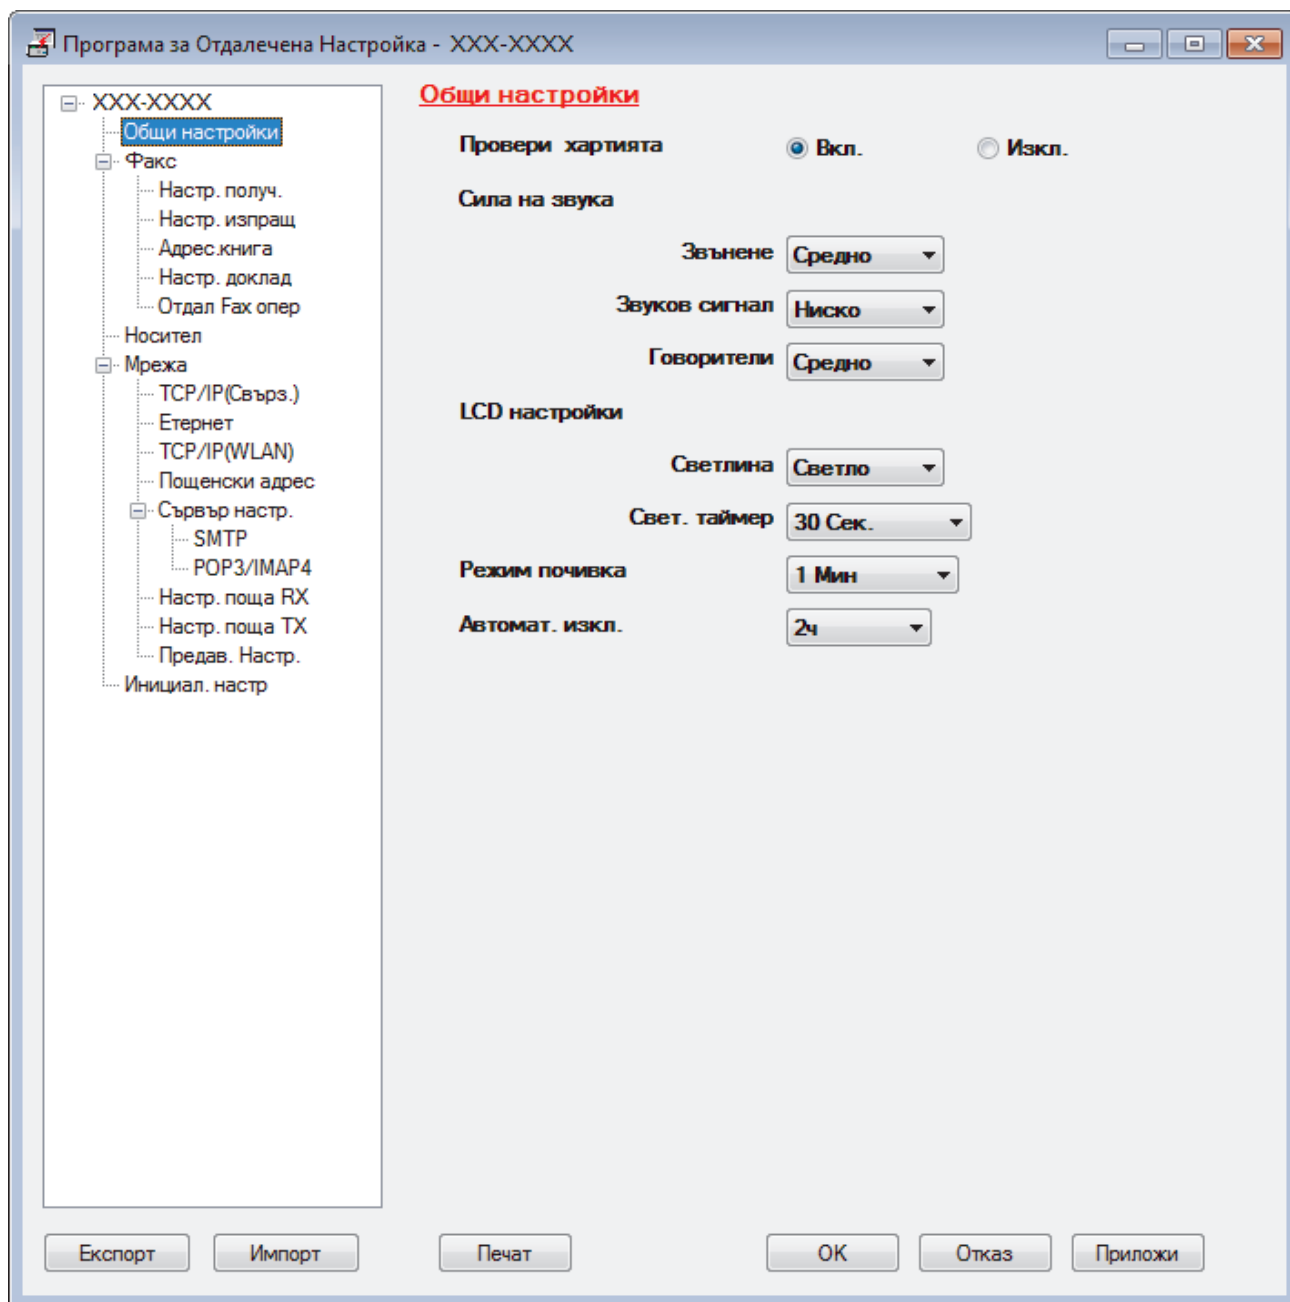 Програма за Отдалечена Настройка - XXX-XXXX
XXX-XXXX
Общи настройки
Факс
Настр. получ.
Настр. изпращ
Адрес.книга
Настр. доклад
Отдал Fax опер
Носител
Мрежа
TCP/IP(Свърз.)
Етернет
TCP/IP(WLAN)
Пощенски адрес
Сървър настр.
SMTP
POP3/IMAP4
Настр. поща RX
Настр. поща TX
Предав. Настр.
Инициал. настр
Общи настройки
Провери хартията Вкл. Изкл.
Сила на звука
Звънене Средно
Звуков сигнал Ниско
Говорители Средно
LCD настройки
Светлина Светло
Свет. таймер 30 Сек.
Режим почивка 1 Мин
Автомат. изкл. 2ч
Експорт Импорт Печат OK Отказ Приложи